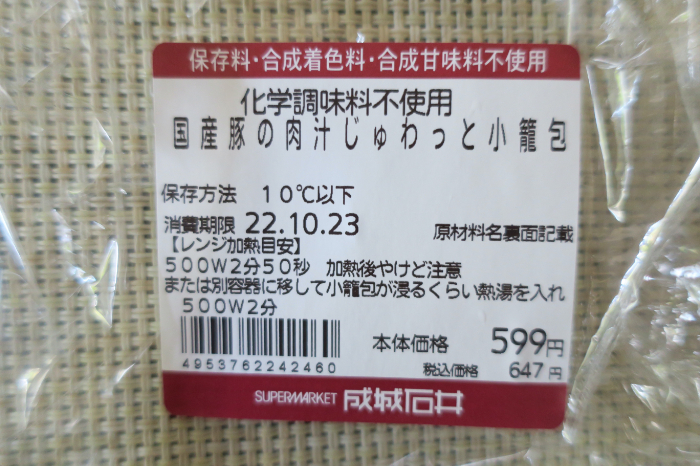 保存料・合成着色料・合成甘味料不使用
化学調味料不使用
国産豚の肉汁じゅわっと小籠包
保存方法 10℃以下
消費期限 22.10.23 原材料名裏面記載
【レンジ加熱目安】
500W2分50秒 加熱後やけど注意
または別容器に移して小籠包が浸るくらい熱湯を入れ
500W2分
本体価格 599円
4953762242460 税込価格 647円
SUPERMARKET 成城石井